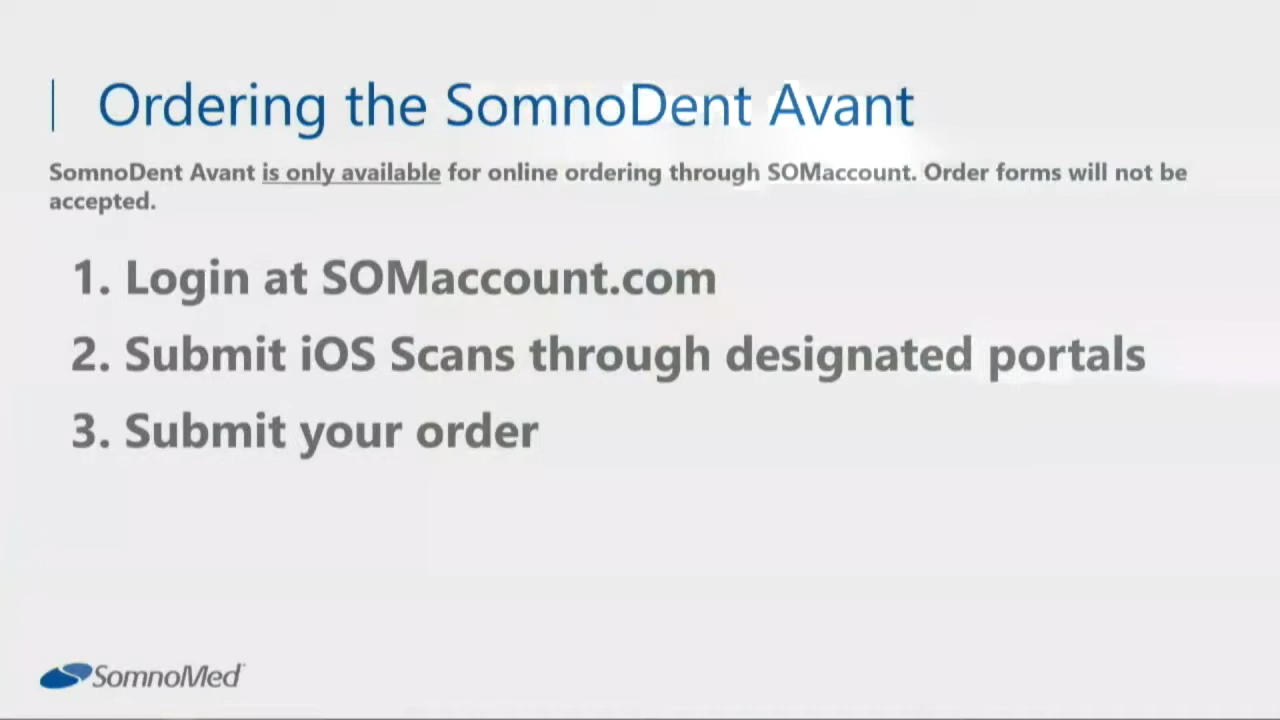 Ordering the SomnoDent Avant
SomnoDent Avant is only available for online ordering through SOMaccount. Order forms will not be
accepted.
1. Login at SOMaccount.com
2. Submit iOS Scans through designated portals
3. Submit your order
SomnoMed